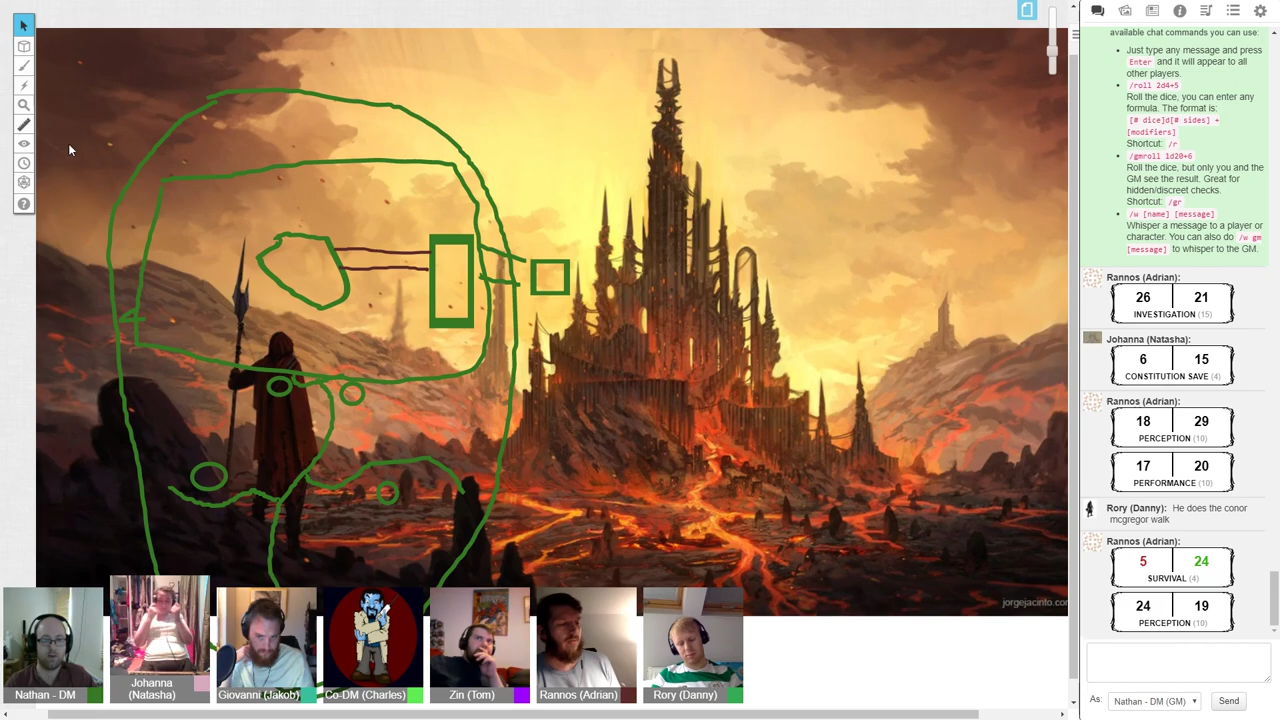 available chat commands you can use:
Just type any message and press
Enter and it will appear to all
other players.
/roll 2d4+5
Roll the dice, you can enter any
formula. The format is:
[# dice]d[# sides] +
[modifiers]
Shortcut: /r
/gmroll 1d20+6
Roll the dice, but only you and the
GM see the result. Great for
hidden/discreet checks.
Shortcut: /gr
/w [name] [message]
Whisper a message to a player or
character. You can also do /w gm
[message] to whisper to the GM.
Rannos (Adrian):
26 21
INVESTIGATION (15)
Johanna (Natasha):
6 15
CONSTITUTION SAVE (4)
Rannos (Adrian):
18 29
PERCEPTION (10)
17 20
PERFORMANCE (10)
Rory (Danny): He does the conor
mcgregor walk
Rannos (Adrian):
5 24
SURVIVAL (4)
24 19
PERCEPTION (10)
As: Nathan - DM (GM) Send
jorgejacinto.com
Nathan - DM
Johanna
(Natasha)
Giovanni (Jakob)
Co-DM (Charles)
Zin (Tom)
Rannos (Adrian)
Rory (Danny)